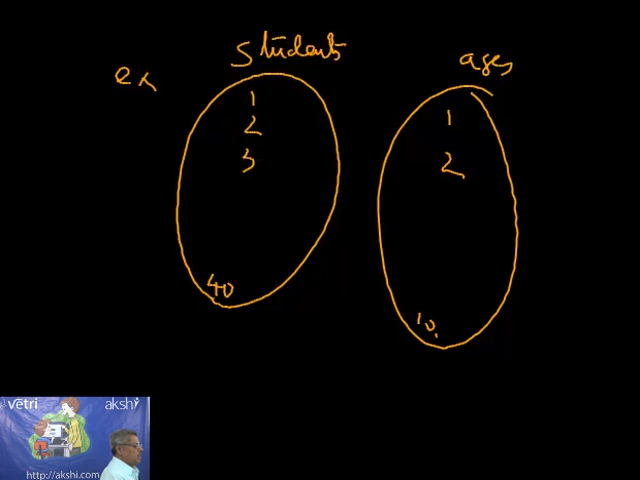 ex students ages
1 1
2 2
3
40
10.
vetri akshi
http://akshi.com